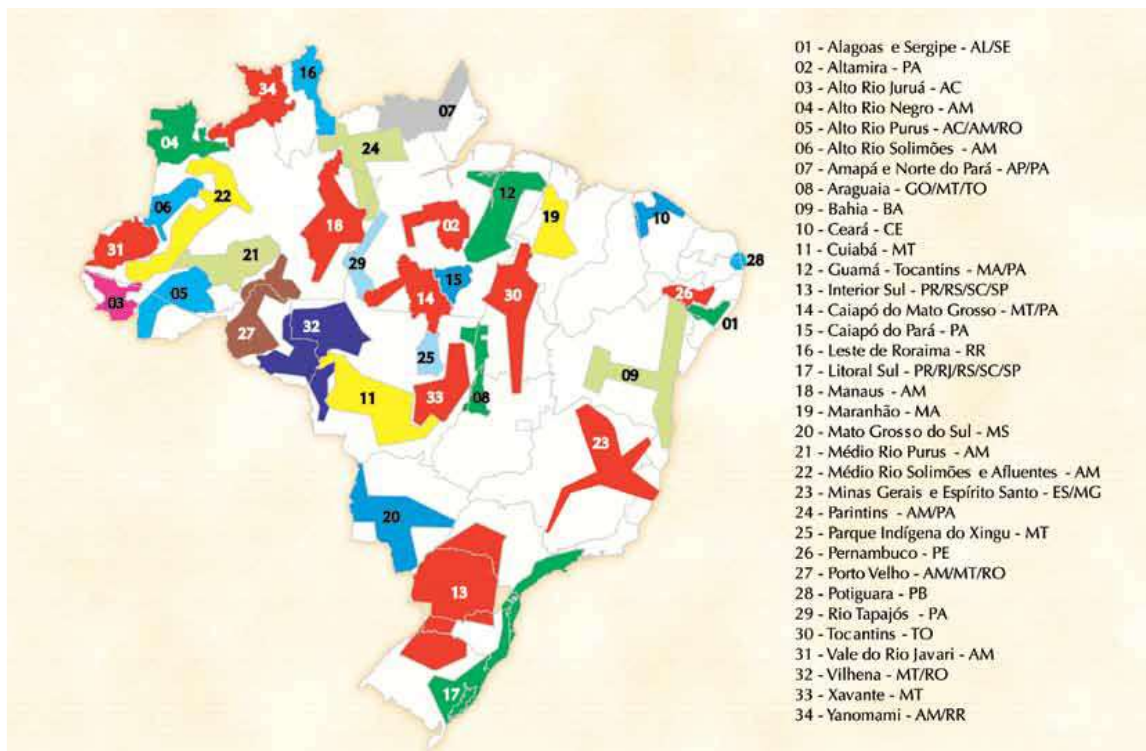 16
34
07
04
24
22
12
06
18
19
10
02
31
21
29
28
15
03
05
14
30
26
27
32
01
25
09
11
33
08
23
20
13
17
01 - Alagoas e Sergipe - AL/SE
02 - Altamira - PA
03 - Alto Rio Juruá - AC
04 - Alto Rio Negro - AM
05 - Alto Rio Purus - AC/AM/RO
06 - Alto Rio Solimões - AM
07 - Amapá e Norte do Pará - AP/PA
08 - Araguaia - GO/MT/TO
09 - Bahia - BA
10 - Ceará - CE
11 - Cuiabá - MT
12 - Guamá - Tocantins - MA/PA
13 - Interior Sul - PR/RS/SC/SP
14 - Caiapó do Mato Grosso - MT/PA
15 - Caiapó do Pará - PA
16 - Leste de Roraima - RR
17 - Litoral Sul - PR/RJ/RS/SC/SP
18 - Manaus - AM
19 - Maranhão - MA
20 - Mato Grosso do Sul - MS
21 - Médio Rio Purus - AM
22 - Médio Rio Solimões e Afluentes - AM
23 - Minas Gerais e Espírito Santo - ES/MG
24 - Parintins - AM/PA
25 - Parque Indígena do Xingu - MT
26 - Pernambuco - PE
27 - Porto Velho - AM/MT/RO
28 - Potiguara - PB
29 - Rio Tapajós - PA
30 - Tocantins - TO
31 - Vale do Rio Javari - AM
32 - Vilhena - MT/RO
33 - Xavante - MT
34 - Yanomami - AM/RR